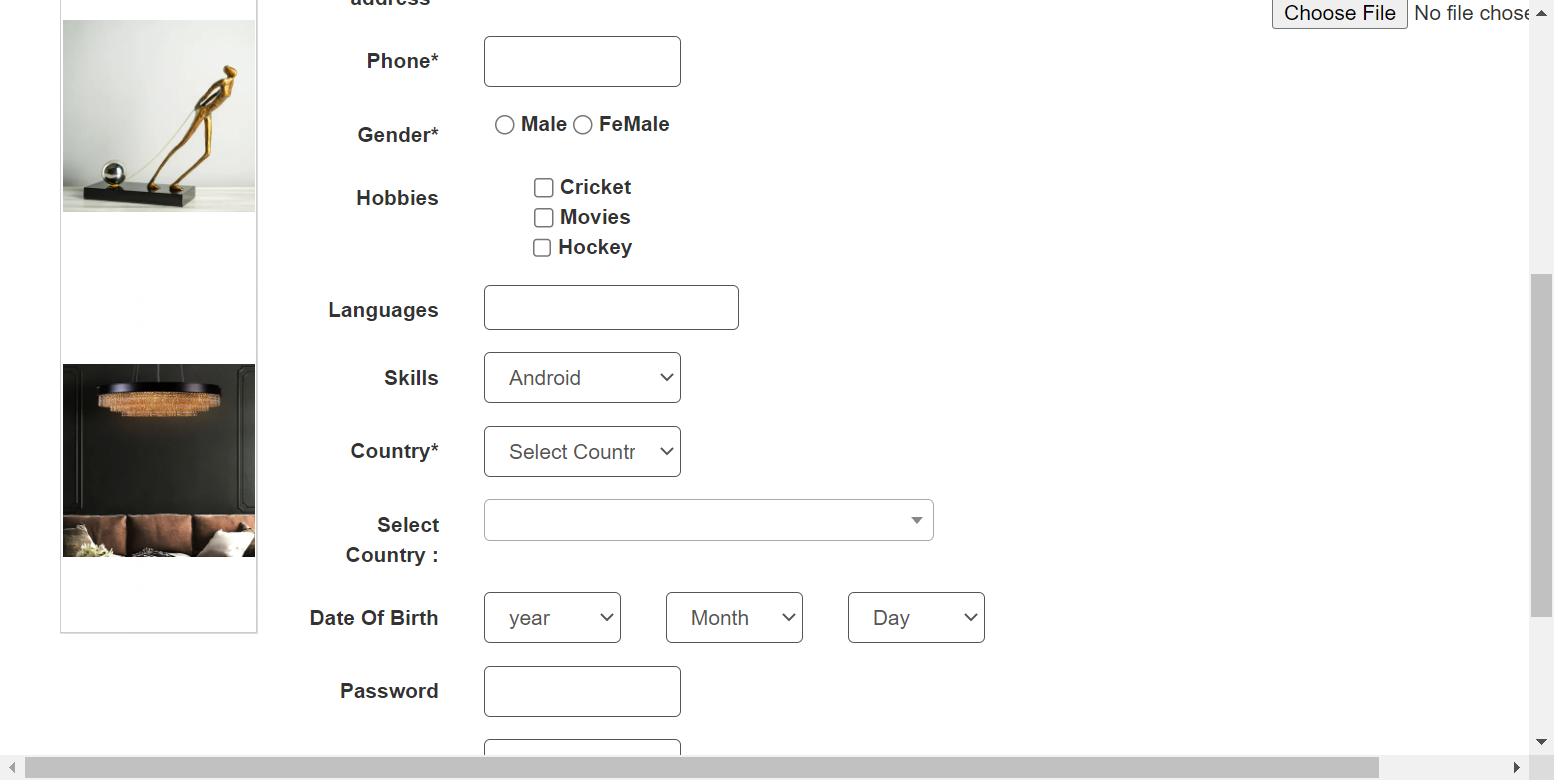 address
Choose File No file chose
Phone*
Gender*
Male FeMale
Hobbies
Cricket
Movies
Hockey
Languages
Skills
Android
Country*
Select Countr
Select
Country :
Date Of Birth
year
Month
Day
Password